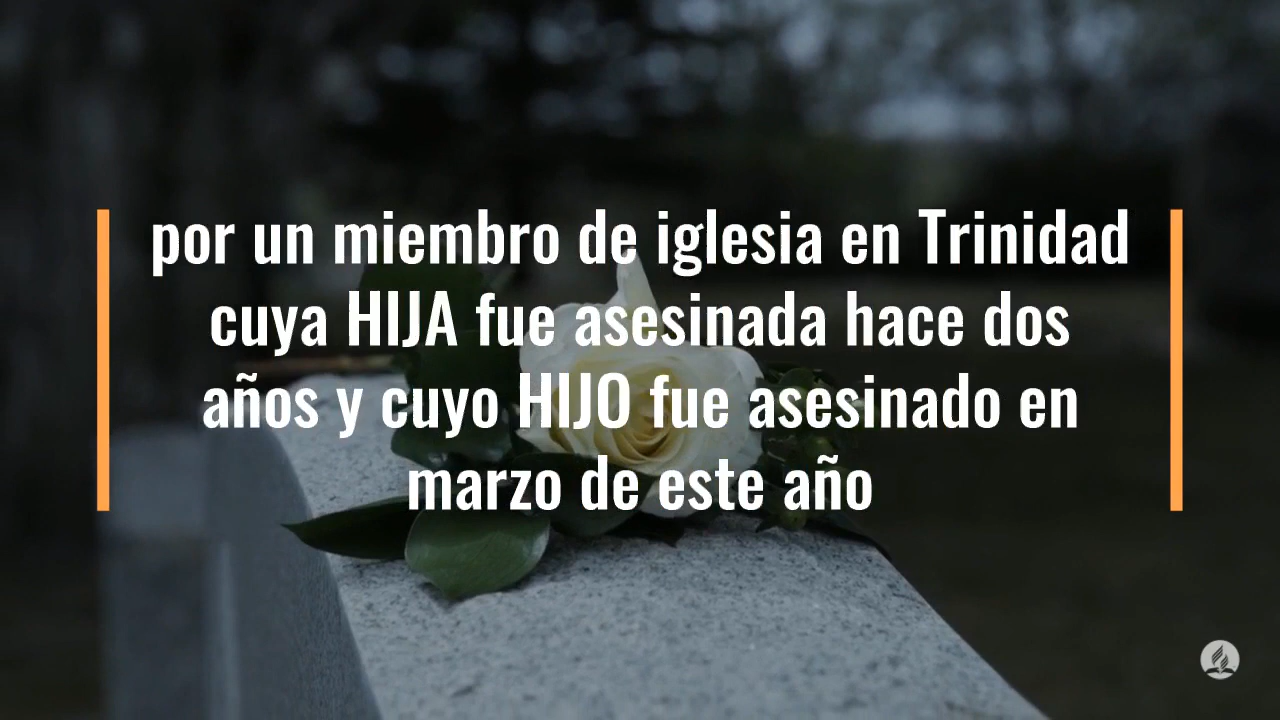 por un miembro de iglesia en Trinidad
cuya HIJA fue asesinada hace dos
años y cuyo HIJO fue asesinado en
marzo de este año